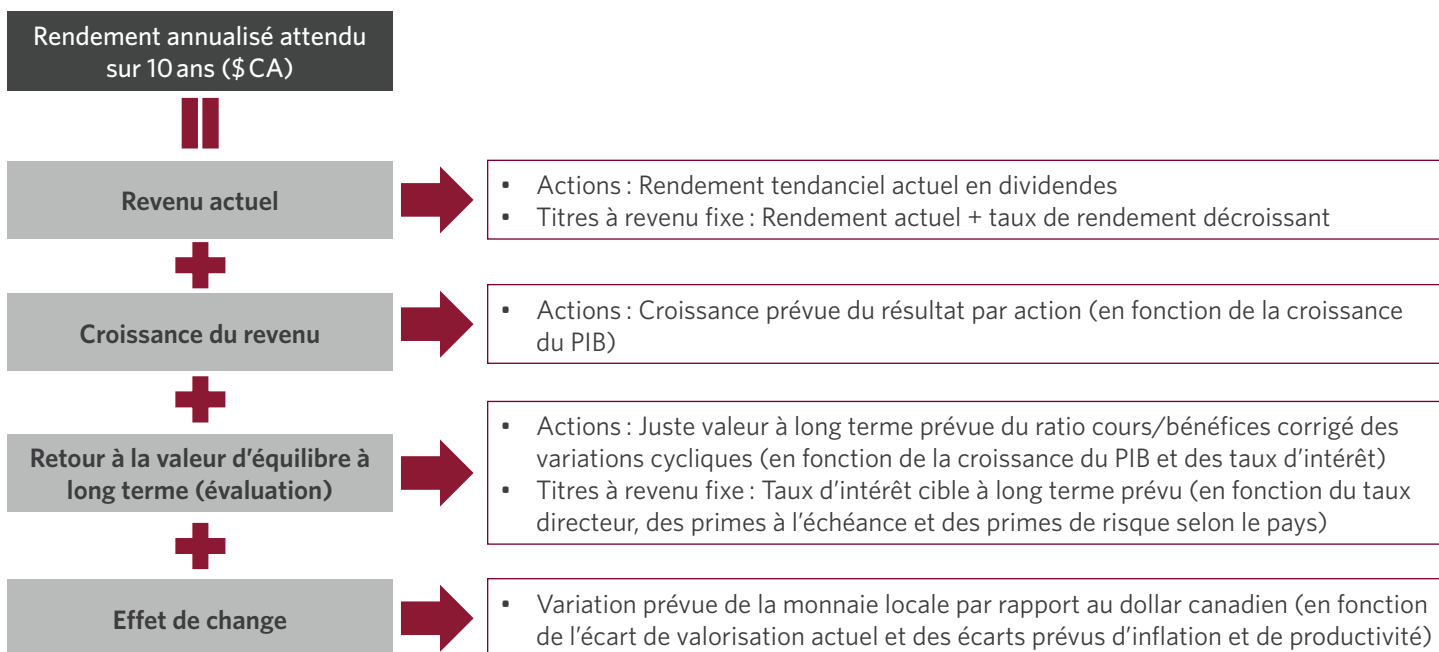 Rendement annualisé attendu
sur 10 ans ($ CA)
Revenu actuel
• Actions : Rendement tendanciel actuel en dividendes
• Titres à revenu fixe : Rendement actuel + taux de rendement décroissant
Croissance du revenu
• Actions : Croissance prévue du résultat par action (en fonction de la croissance
du PIB)
Retour à la valeur d'équilibre à
long terme (évaluation)
• Actions : Juste valeur à long terme prévue du ratio cours/bénéfices corrigé des
variations cycliques (en fonction de la croissance du PIB et des taux d'intérêt)
• Titres à revenu fixe : Taux d'intérêt cible à long terme prévu (en fonction du taux
directeur, des primes à l'échéance et des primes de risque selon le pays)
Effet de change
• Variation prévue de la monnaie locale par rapport au dollar canadien (en fonction
de l'écart de valorisation actuel et des écarts prévus d'inflation et de productivité)